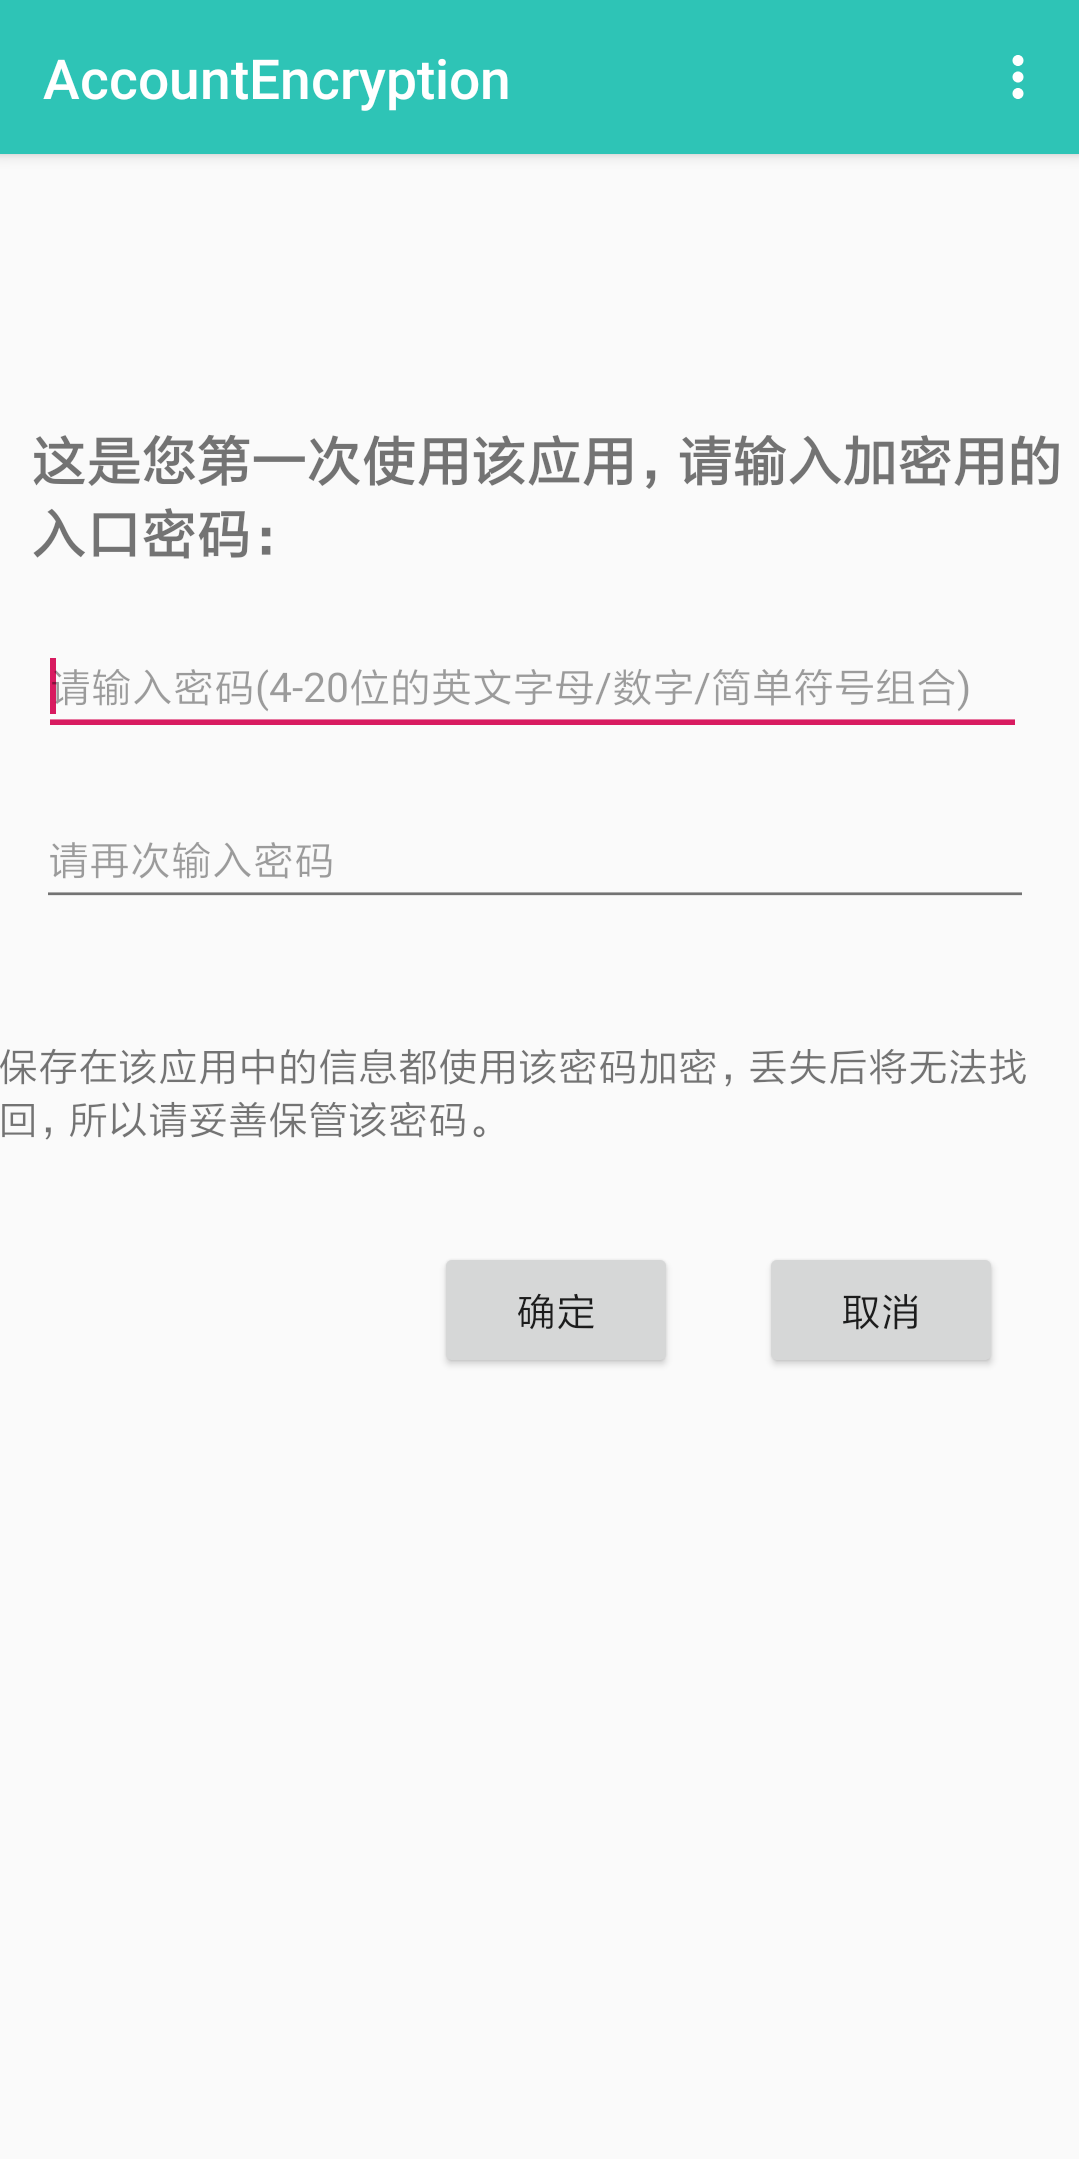 AccountEncryption
这是您第一次使用该应用，请输入加密用的
入口密码：
请输入密码(4-20位的英文字母/数字/简单符号组合)
请再次输入密码
保存在该应用中的信息都使用该密码加密，丢失后将无法找
回，所以请妥善保管该密码。
确定
取消